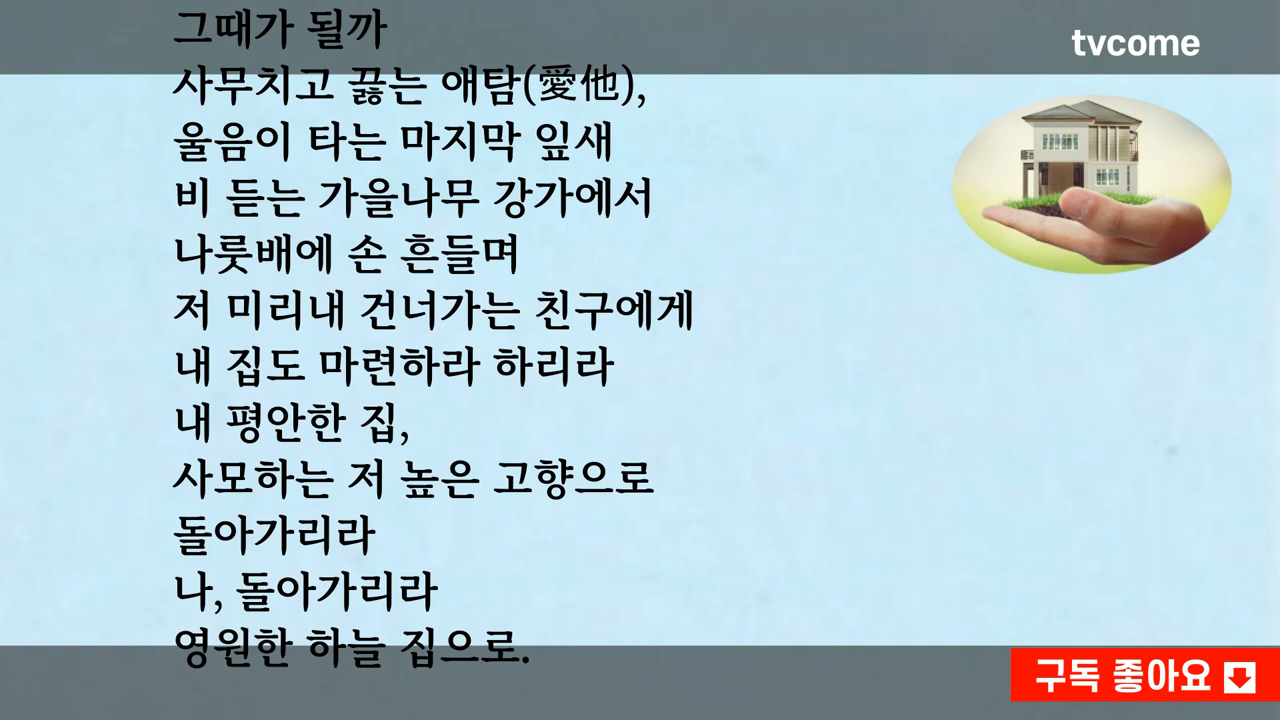 그때가 될까
사무치고 끓는 애탐(愛他),
울음이 타는 마지막 잎새
비 듣는 가을나무 강가에서
나룻배에 손 흔들며
저 미리내 건너가는 친구에게
내 집도 마련하라 하리라
내 평안한 집,
사모하는 저 높은 고향으로
돌아가리라
나, 돌아가리라
영원한 하늘 집으로.
tvcome
구독 좋아요